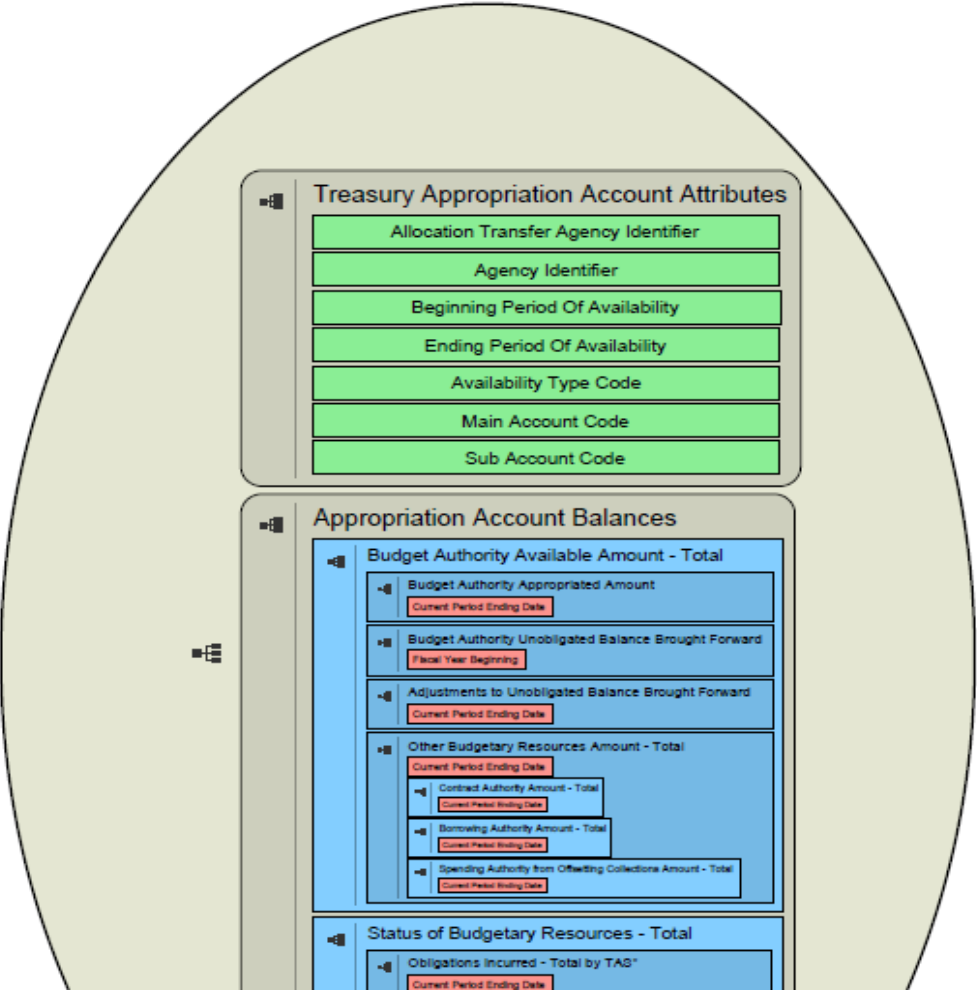 Treasury Appropriation Account Attributes
Allocation Transfer Agency Identifier
Agency Identifier
Beginning Period Of Availability
Ending Period Of Availability
Availability Type Code
Main Account Code
Sub Account Code
Appropriation Account Balances
Budget Authority Available Amount - Total
Budget Authority Appropriated Amount
Current Period Ending Date
Budget Authority Unobligated Balance Brought Forward
Fiscal Year Beginning
Adjustments to Unobligated Balance Brought Forward
Current Period Ending Date
Other Budgetary Resources Amount - Total
Current Period Ending Date
Contract Authority Amount - Total
Current Period Ending Date
Borrowing Authority Amount - Total
Current Period Ending Date
Spending Authority from Offsetting Collections Amount - Total
Current Period Ending Date
Status of Budgetary Resources - Total
Obligations Incurred - Total by TAS*
Current Period Ending Date